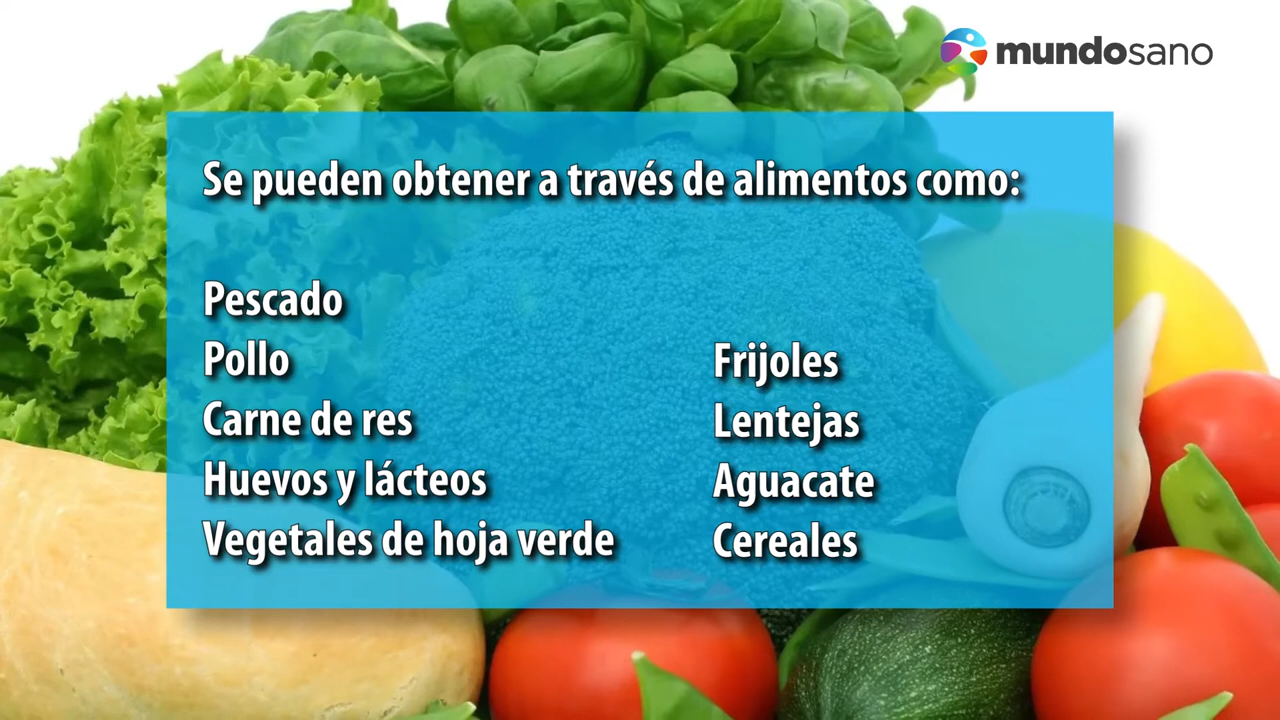 mundosano
Se pueden obtener a través de alimentos como:
Pescado
Pollo
Carne de res
Huevos y lácteos
Vegetales de hoja verde
Frijoles
Lentejas
Aguacate
Cereales